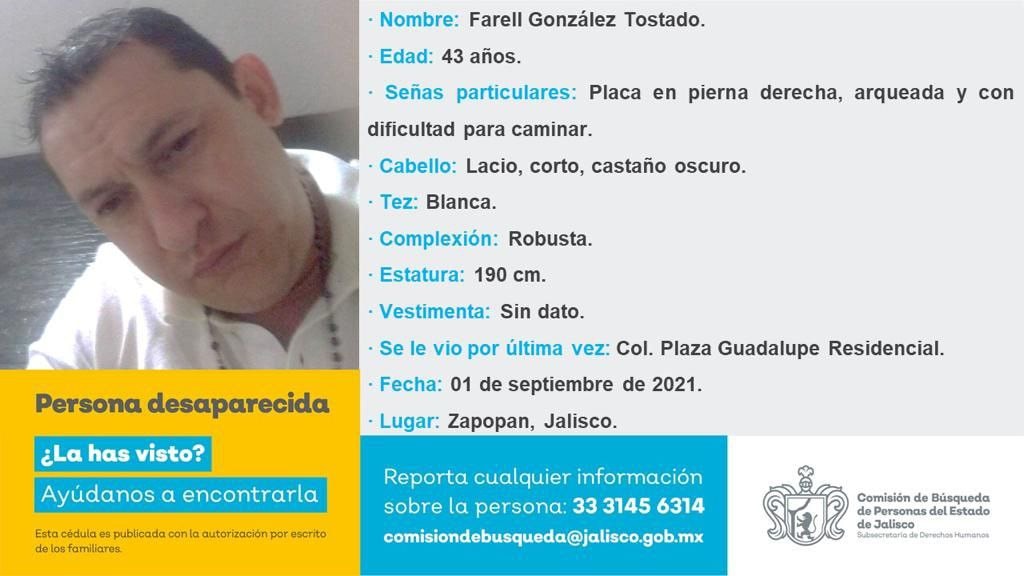 · Nombre: Farell González Tostado.
· Edad: 43 años.
· Señas particulares: Placa en pierna derecha, arqueada y con
dificultad para caminar.
· Cabello: Lacio, corto, castaño oscuro.
· Tez: Blanca.
· Complexión: Robusta.
· Estatura: 190 cm.
· Vestimenta: Sin dato.
· Se le vio por última vez: Col. Plaza Guadalupe Residencial.
· Fecha: 01 de septiembre de 2021.
· Lugar: Zapopan, Jalisco.
Persona desaparecida
¿La has visto?
Ayúdanos a encontrarla
Esta cédula es publicada con la autorización por escrito
de los familiares.
Reporta cualquier información
sobre la persona: 33 3145 6314
comisiondebusqueda@jalisco.gob.mx
Comisión de Búsqueda
de Personas del Estado
de Jalisco
Subsecretaría de Derechos Humanos